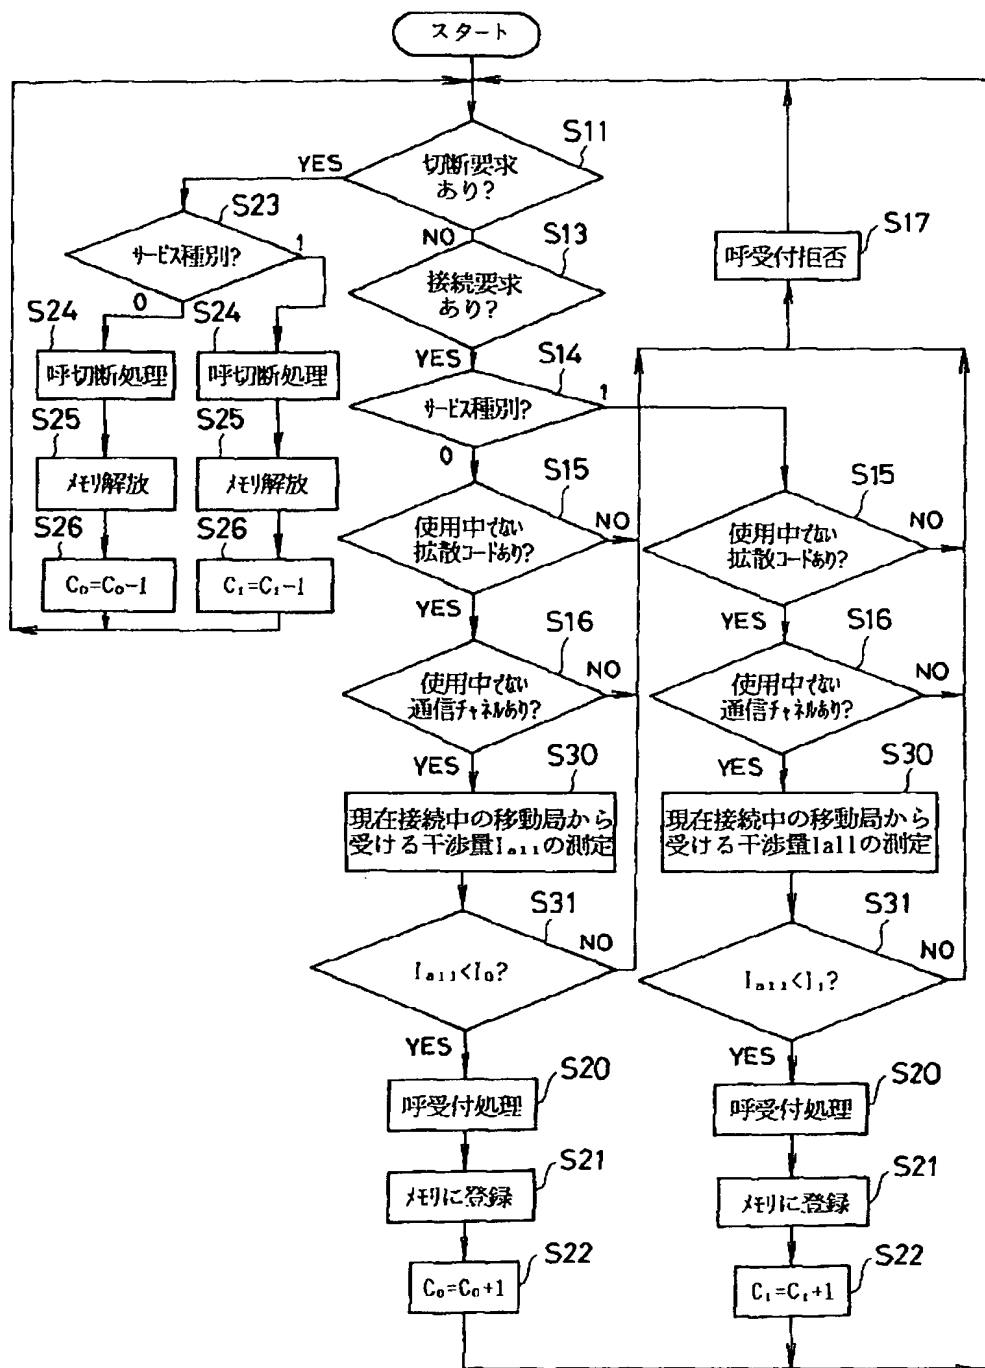 スタート
S11
切断要求
あり?
YES
NO
S23
サービス種別?
1
0
S13
接続要求
あり?
YES
S17
呼受付拒否
S24
呼切断処理
S24
呼切断処理
S25
メモリ解放
S25
メモリ解放
S26
C₀=C₀-1
S26
C₁=C₁-1
S14
サービス種別?
1
0
S15
使用中でない
拡散コードあり?
NO
YES
S16
使用中でない
通信チャネルあり?
NO
YES
S30
現在接続中の移動局から
受ける干渉量Iallの測定
S31
Iall<I₀?
NO
YES
S20
呼受付処理
S21
メモリに登録
S22
C₀=C₀+1
S15
使用中でない
拡散コードあり?
NO
YES
S16
使用中でない
通信チャネルあり?
NO
YES
S30
現在接続中の移動局から
受ける干渉量Iallの測定
S31
Iall<I₁?
NO
YES
S20
呼受付処理
S21
メモリに登録
S22
C₁=C₁+1